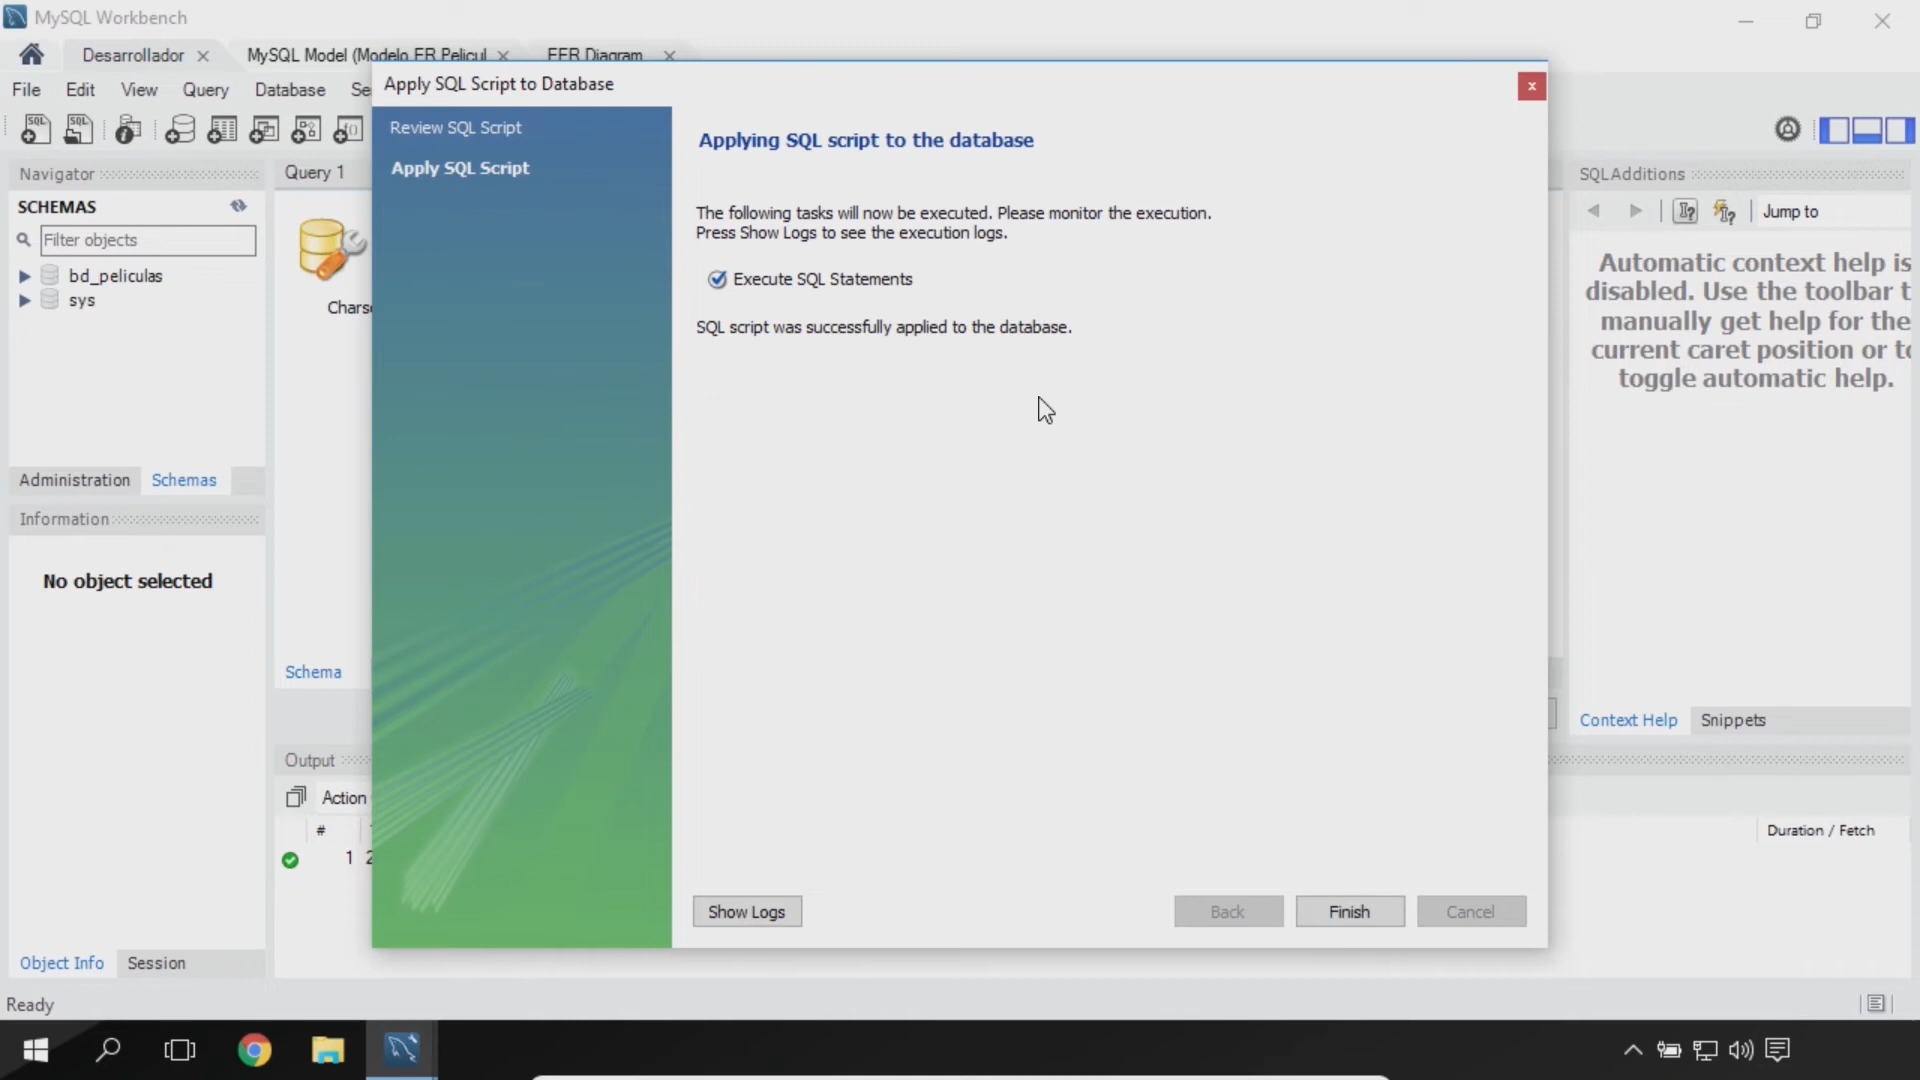 MySQL Workbench
Desarrollador
MySQL Model (Modelo ER Pelicul
EER Diagram
File Edit View Query Database Se
Apply SQL Script to Database
x
Review SQL Script
Apply SQL Script
Applying SQL script to the database
The following tasks will now be executed. Please monitor the execution.
Press Show Logs to see the execution logs.
Execute SQL Statements
SQL script was successfully applied to the database.
Show Logs
Back
Finish
Cancel
SQL
SQL
Navigator
SCHEMAS
Filter objects
bd_peliculas
sys
Administration
Schemas
Information
No object selected
Object Info
Session
Query 1
Charse
Schema
Output
Action
#
1 2
Duration / Fetch
SQLAdditions
Jump to
Automatic context help is
disabled. Use the toolbar t
manually get help for the
current caret position or to
toggle automatic help.
Context Help
Snippets
Ready